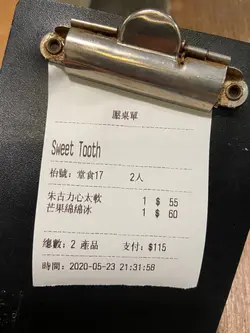 壓桌單
Sweet Tooth
枱號：堂食17 2人
朱古力心太軟 1 $ 55
芒果綿綿冰 1 $ 60
總數：2 產品 支付：$115
時間：2020-05-23 21:31:58